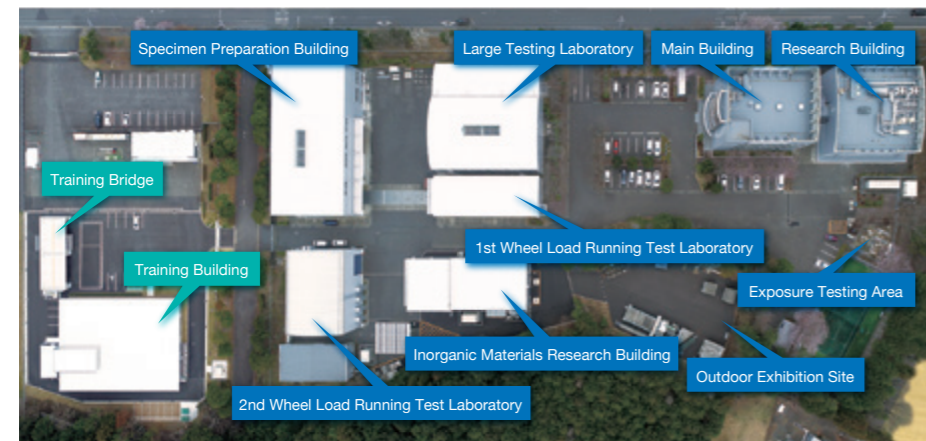 Specimen Preparation Building
Large Testing Laboratory
Main Building
Research Building
Training Bridge
1st Wheel Load Running Test Laboratory
Training Building
Exposure Testing Area
Inorganic Materials Research Building
Outdoor Exhibition Site
2nd Wheel Load Running Test Laboratory